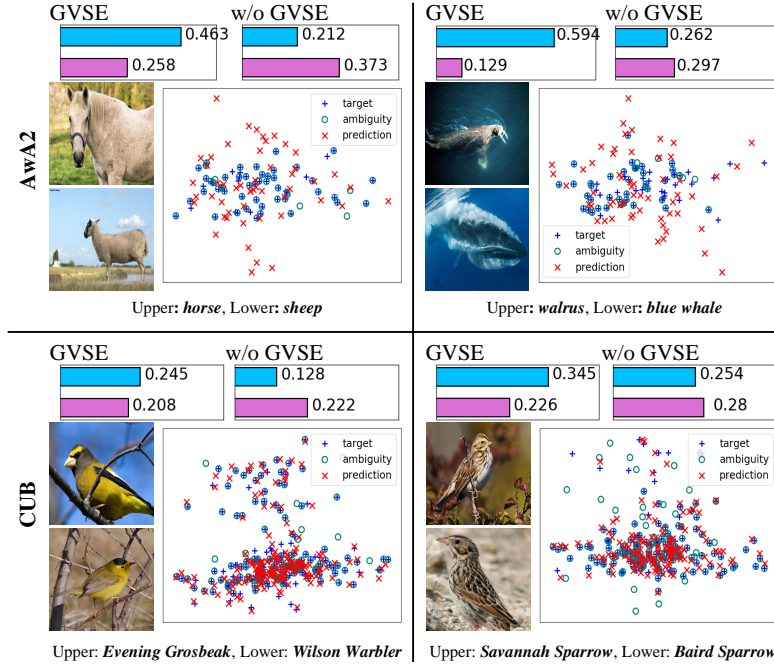 GVSE w/o GVSE
0.463 0.212
0.258 0.373
target
ambiguity
prediction
AwA2
Upper: horse, Lower: sheep
GVSE w/o GVSE
0.594 0.262
0.129 0.297
target
ambiguity
prediction
Upper: walrus, Lower: blue whale
GVSE w/o GVSE
0.245 0.128
0.208 0.222
target
ambiguity
prediction
CUB
Upper: Evening Grosbeak, Lower: Wilson Warbler
GVSE w/o GVSE
0.345 0.254
0.226 0.28
target
ambiguity
prediction
Upper: Savannah Sparrow, Lower: Baird Sparrow